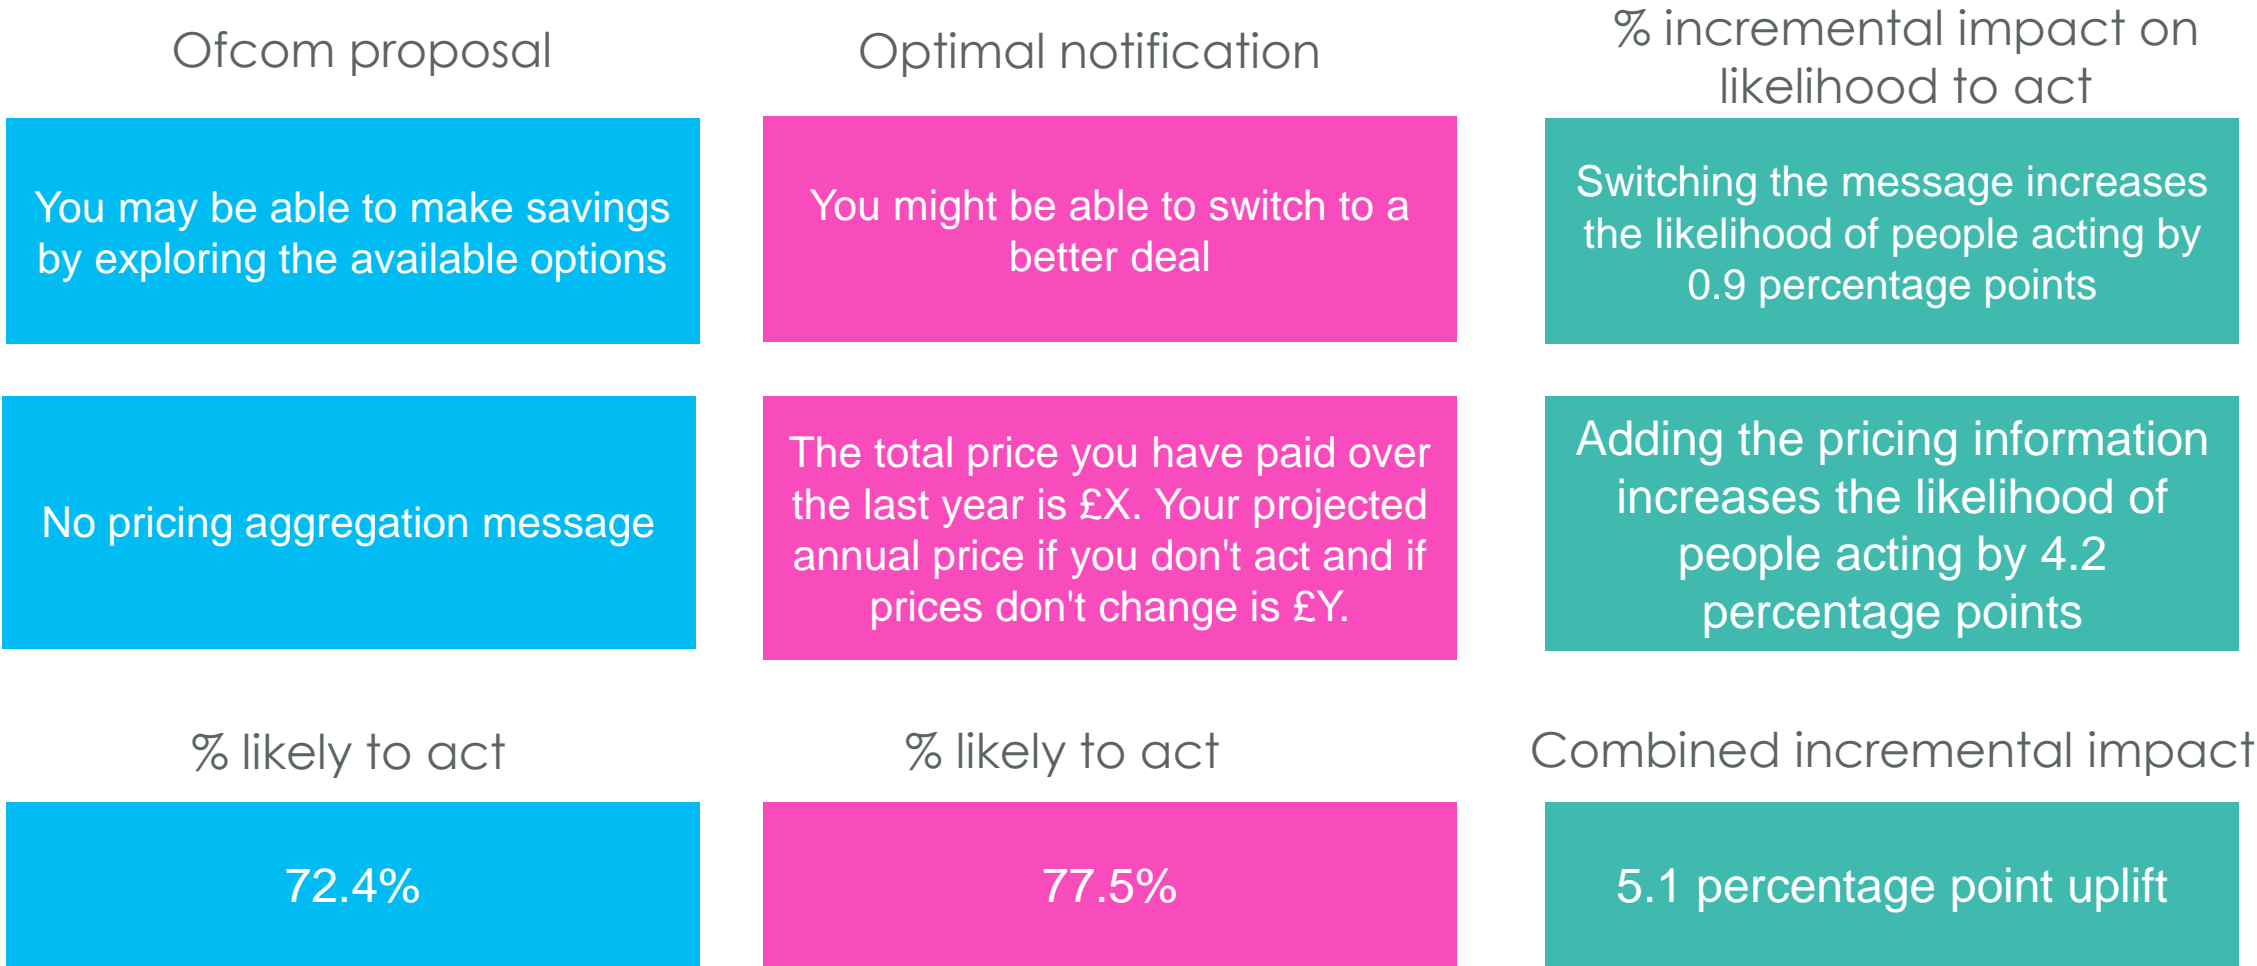 Ofcom proposal
Optimal notification
% incremental impact on
likelihood to act
You may be able to make savings
by exploring the available options
You might be able to switch to a
better deal
Switching the message increases
the likelihood of people acting by
0.9 percentage points
No pricing aggregation message
The total price you have paid over
the last year is £X. Your projected
annual price if you don't act and if
prices don't change is £Y.
Adding the pricing information
increases the likelihood of
people acting by 4.2
percentage points
% likely to act
% likely to act
Combined incremental impact
72.4%
77.5%
5.1 percentage point uplift